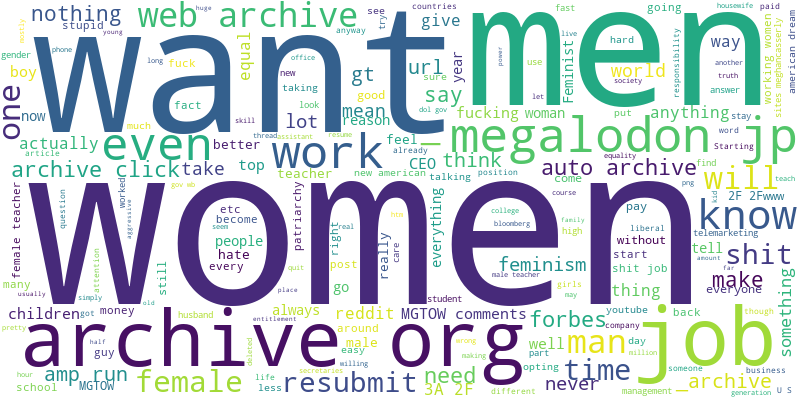 nothing
web archive
see
countries
fast
going
housewife
paid
huge
stupid
young
want
men
way
gender
phone
fuck
equal
give
try
anyway
mostly
long
office
gt
url
year
feminist
live
hard
world
responsibility
another
truth
working women
sites meghancasserly
american dream
boy
one
now
fact
taking
new
look
good
sure
say
power
use
let
society
answer
much
skill
lot
mean
reason
dol gov
fucking woman
put
anything
stay
actually
even
better
thread
assistant
resume
feel
already
megalodon jp
word
Starting
article
work
CEO
think
auto archive
find
archive click
take
top
teacher
new american
talking
position
come
equality
png
will
kid
teach
question
worked
aggressive
gov wb
women
course
2F 2Fwww
know
female teacher
etc
become
patriarchy
everything
college
bloomberg
family
high
pay
liberal
telemarketing
attention
still
people
seem
hate
every
right
real
really
care
htm
without
start
tell
amount
far
shit
many
usually
simply
old
quit
place
post
go
feminism
male teacher
girls
may
shit job
thing
make
everyone
something
children
got
money
husband
entitlement
always
reddit
student
MGTOW comments
forbes
youtube
company
back
though
pretty
half
guy
archive org
around
male
wrong
making
well
part
man
day
million
job
someone
business
hour
school
amp run
MGTOW
female
deleted
life
less
easy
willing
secretaries
resubmit
need
3A 2F
opting
never
different
time
management
_archive
generation
U S